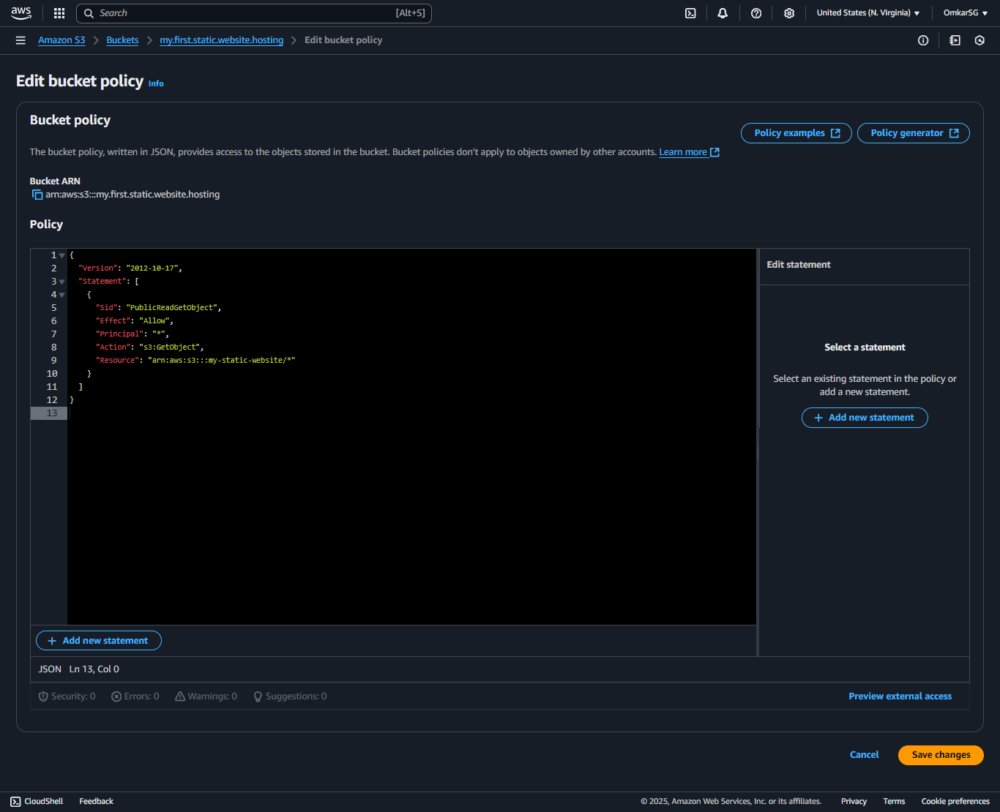 aws
Search [Alt+S]
United States (N. Virginia)
OmkarSG
Amazon S3
Buckets
my.first.static.website.hosting
Edit bucket policy
Edit bucket policy Info
Bucket policy
Policy examples
Policy generator
The bucket policy, written in JSON, provides access to the objects stored in the bucket. Bucket policies don't apply to objects owned by other accounts. Learn more
Bucket ARN
arn:aws:s3:::my.first.static.website.hosting
Policy
1 {
2 "Version": "2012-10-17",
3 "Statement": [
4 {
5 "Sid": "PublicReadGetObject",
6 "Effect": "Allow",
7 "Principal": "*",
8 "Action": "s3:GetObject",
9 "Resource": "arn:aws:s3:::my-static-website/*"
10 }
11 ]
12 }
13
Edit statement
Select a statement
Select an existing statement in the policy or
add a new statement.
Add new statement
Add new statement
JSON Ln 13, Col 0
Security: 0 Errors: 0 Warnings: 0 Suggestions: 0
Preview external access
Cancel
Save changes
CloudShell
Feedback
© 2025, Amazon Web Services, Inc. or its affiliates.
Privacy
Terms
Cookie preferences